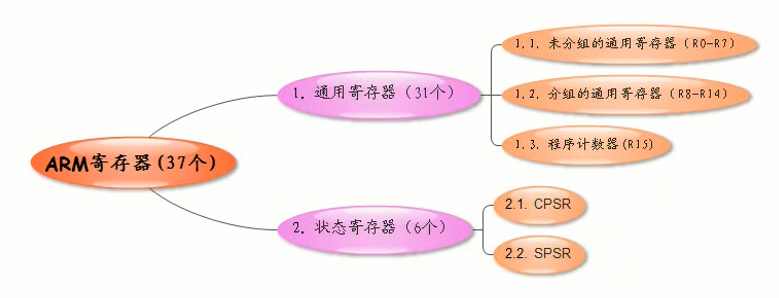 ARM寄存器(37个)
1. 通用寄存器（31个）
1.1. 未分组的通用寄存器（R0-R7）
1.2. 分组的通用寄存器（R8-R14）
1.3. 程序计数器(R15)
2. 状态寄存器（6个）
2.1. CPSR
2.2. SPSR